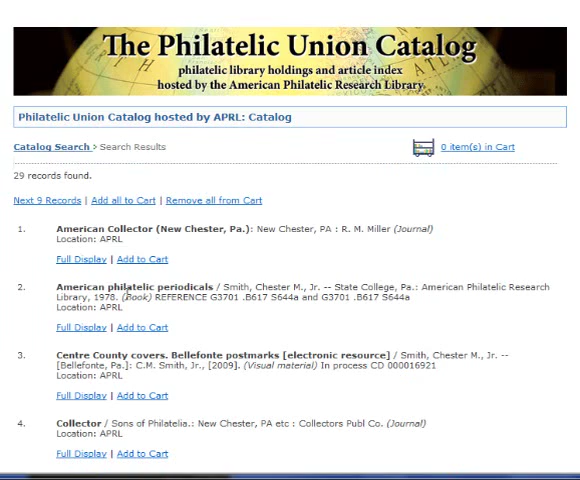 The Philatelic Union Catalog
philatelic library holdings and article index
hosted by the American Philatelic Research Library
Philatelic Union Catalog hosted by APRL: Catalog
Catalog Search > Search Results
0 item(s) in Cart
29 records found.
Next 9 Records | Add all to Cart | Remove all from Cart
1. American Collector (New Chester, Pa.): New Chester, PA : R. M. Miller (Journal)
Location: APRL
Full Display | Add to Cart
2. American philatelic periodicals / Smith, Chester M., Jr. -- State College, Pa.: American Philatelic Research
Library, 1978. (Book) REFERENCE G3701 .B617 S644a and G3701 .B617 S644a
Location: APRL
Full Display | Add to Cart
3. Centre County covers. Bellefonte postmarks [electronic resource] / Smith, Chester M., Jr. --
[Bellefonte, Pa.]: C.M. Smith, Jr., [2009]. (Visual material) In process CD 000016921
Location: APRL
Full Display | Add to Cart
4. Collector / Sons of Philatelia.: New Chester, PA etc : Collectors Publ Co. (Journal)
Location: APRL
Full Display | Add to Cart